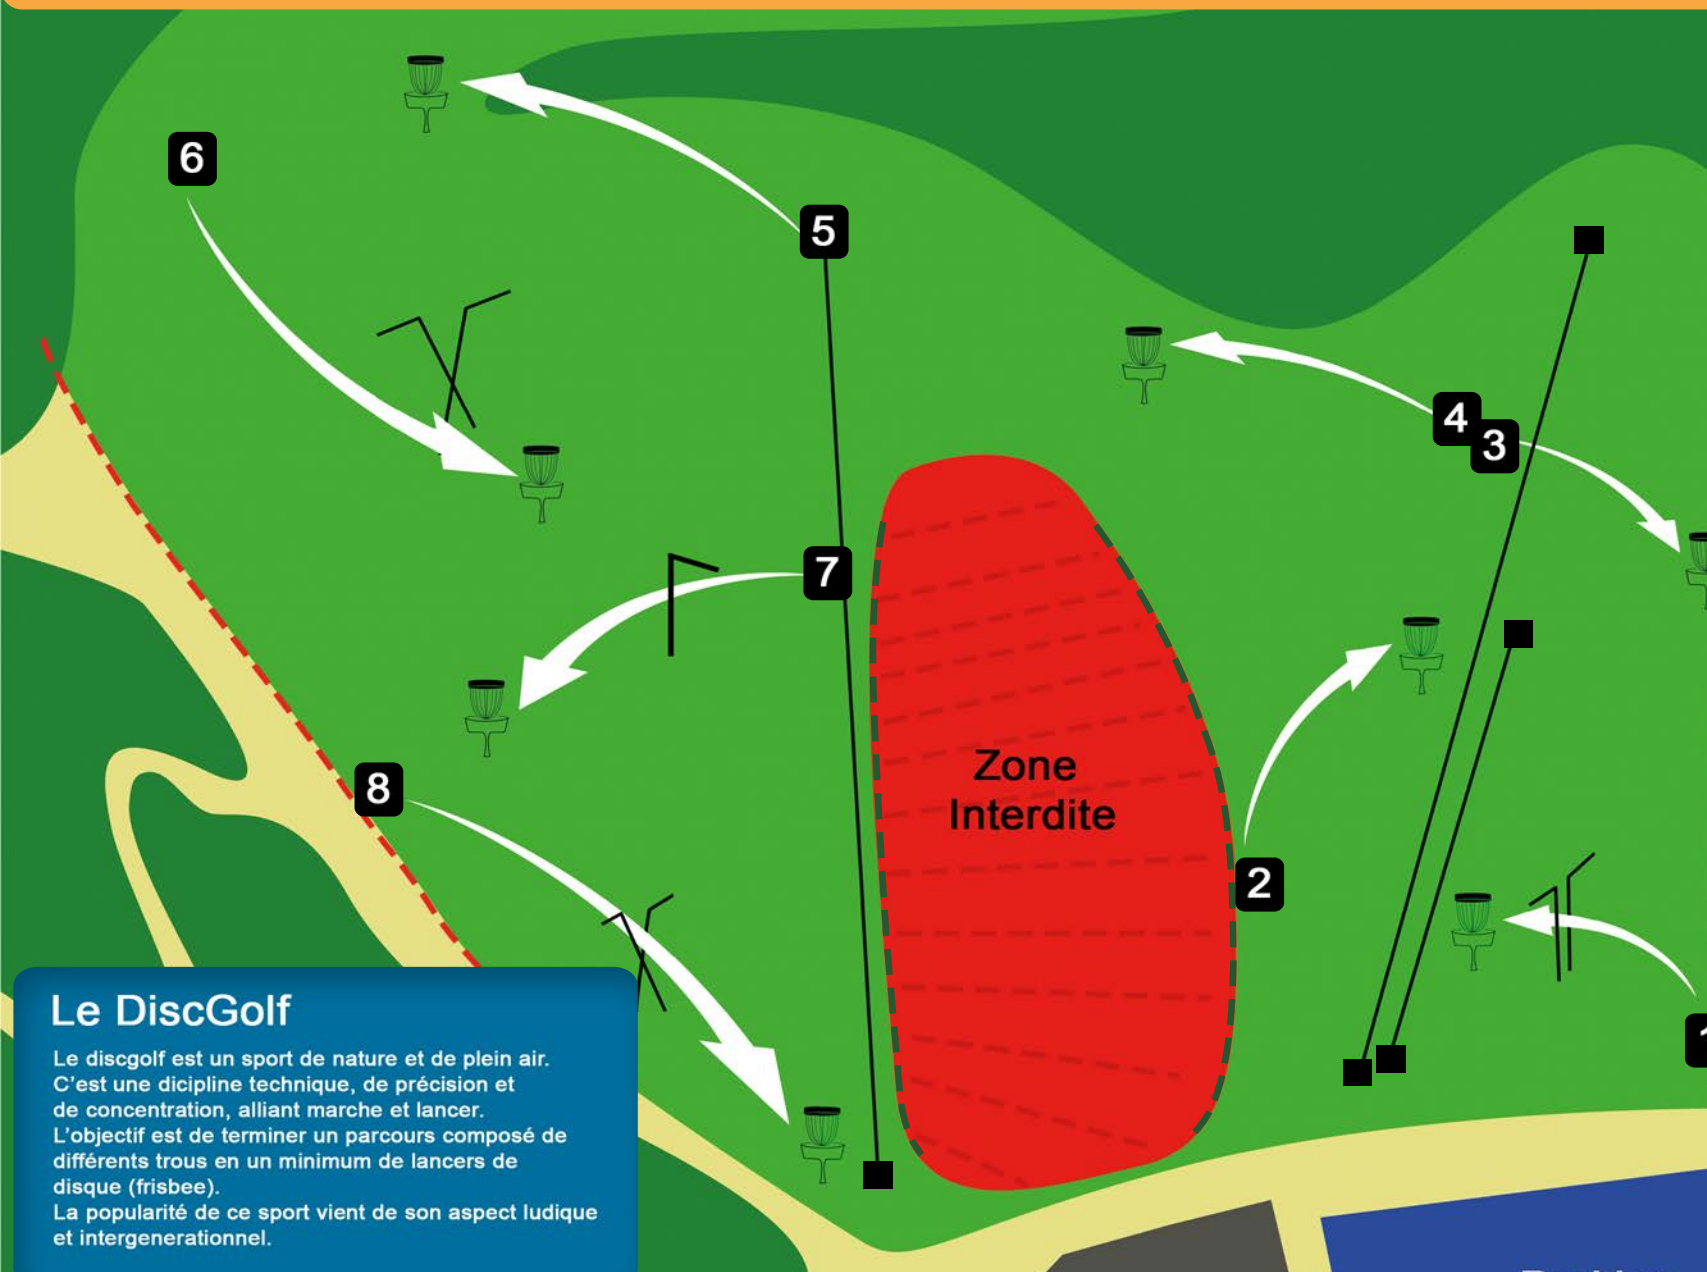 6
5
4
3
7
Zone
Interdite
8
2
1
Le DiscGolf
Le discgolf est un sport de nature et de plein air.
C'est une dicipline technique, de précision et
de concentration, alliant marche et lancer.
L'objectif est de terminer un parcours composé de
différents trous en un minimum de lancers de
disque (frisbee).
La popularité de ce sport vient de son aspect ludique
et intergenerationnel.